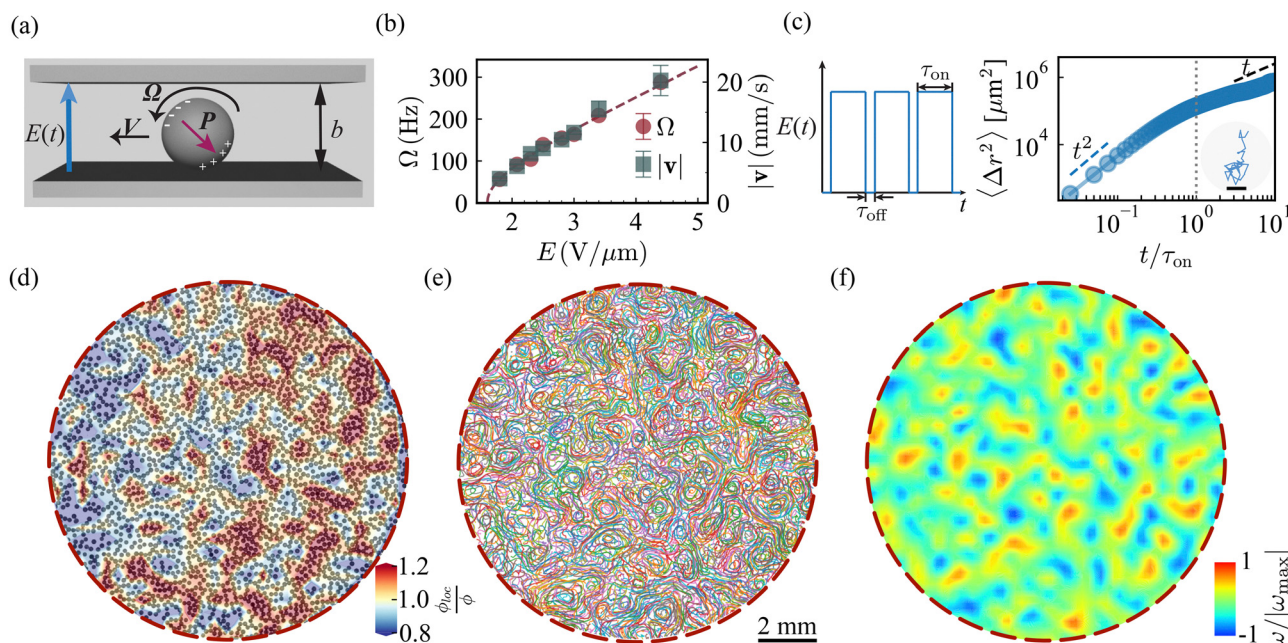 (a)
Ω
V
P
E(t)
b
(b)
300
200
100
0
Ω (Hz)
20
10
0
|v| (mm/s)
Ω
|v|
2
3
4
5
E (V/μm)
(c)
E(t)
τon
τoff
t
10⁶
10⁴
⟨Δr²⟩ [μm²]
t²
t
10⁻¹
10⁰
10¹
t/τon
(d)
1.2
1.0
0.8
ϕloc
ϕ
(e)
2 mm
(f)
1
-1
/|ωmax|